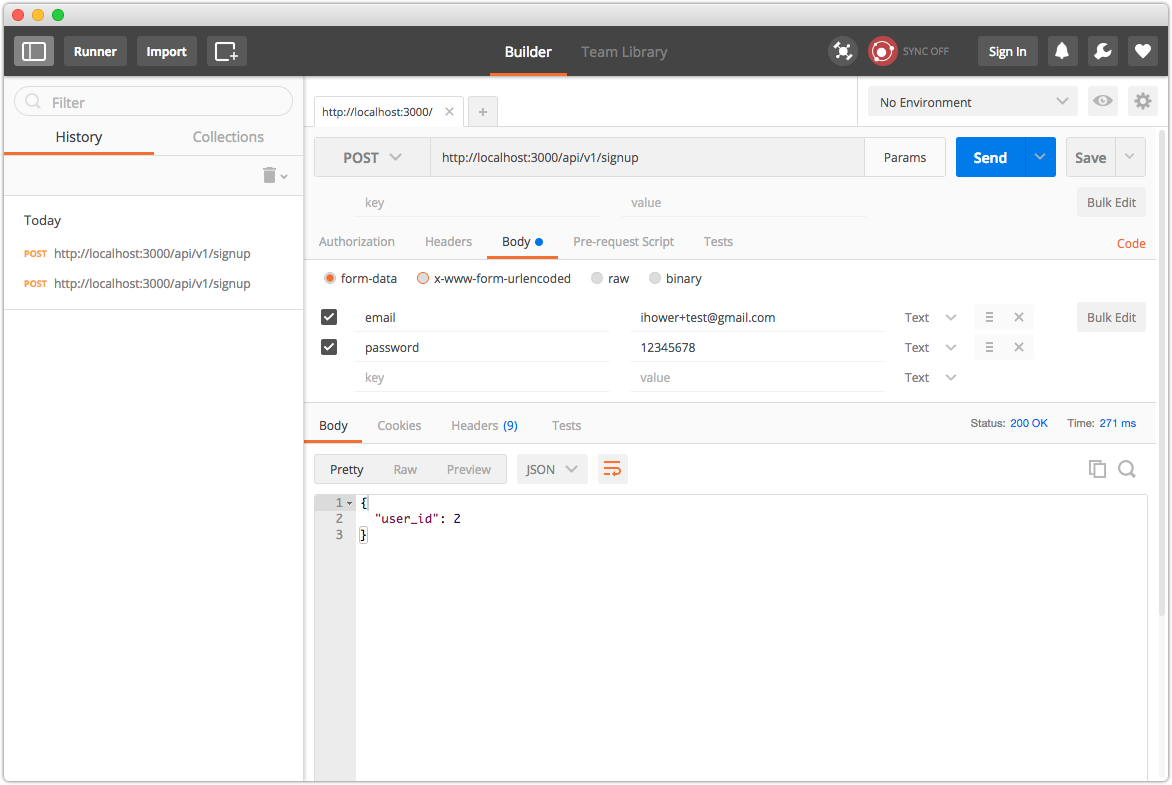 Runner Import Builder Team Library SYNC OFF Sign In
Filter
History Collections
Today
POST http://localhost:3000/api/v1/signup
POST http://localhost:3000/api/v1/signup
http://localhost:3000/ No Environment
POST http://localhost:3000/api/v1/signup Params Send Save
key value Bulk Edit
Authorization Headers Body Pre-request Script Tests Code
form-data x-www-form-urlencoded raw binary
email ihower+test@gmail.com Text Bulk Edit
password 12345678 Text
key value Text
Body Cookies Headers (9) Tests Status: 200 OK Time: 271 ms
Pretty Raw Preview JSON
1 {
2 "user_id": 2
3 }